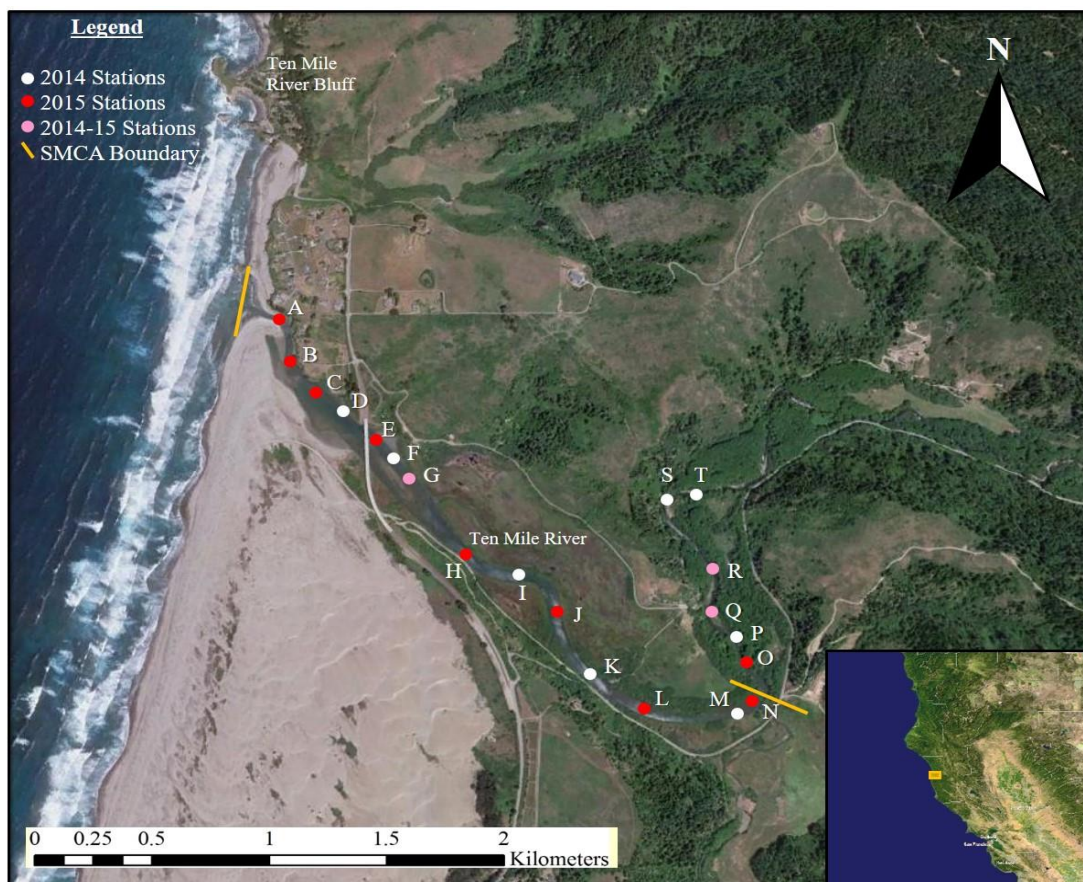 Legend
2014 Stations
2015 Stations
2014-15 Stations
SMCA Boundary
Ten Mile
River Bluff
N
A
B
C
D
E
F
G
S
T
Ten Mile River
H
I
R
J
Q
P
O
K
L
M
N
0 0.25 0.5 1 1.5 2
Kilometers